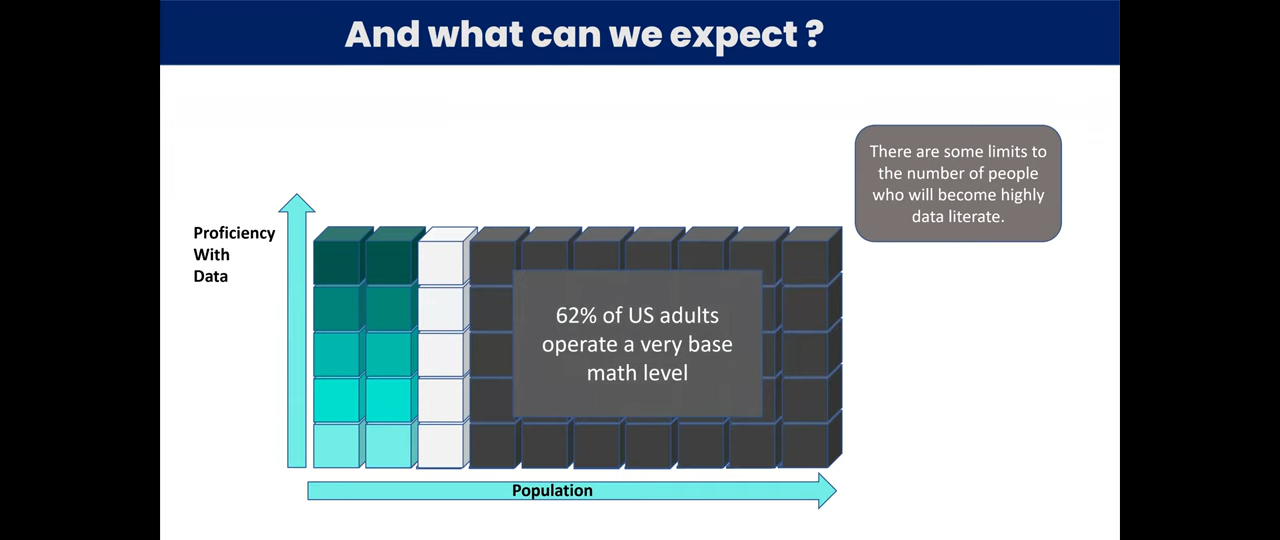 And what can we expect ?
There are some limits to
the number of people
who will become highly
data literate.
Proficiency
With
Data
62% of US adults
operate a very base
math level
Population